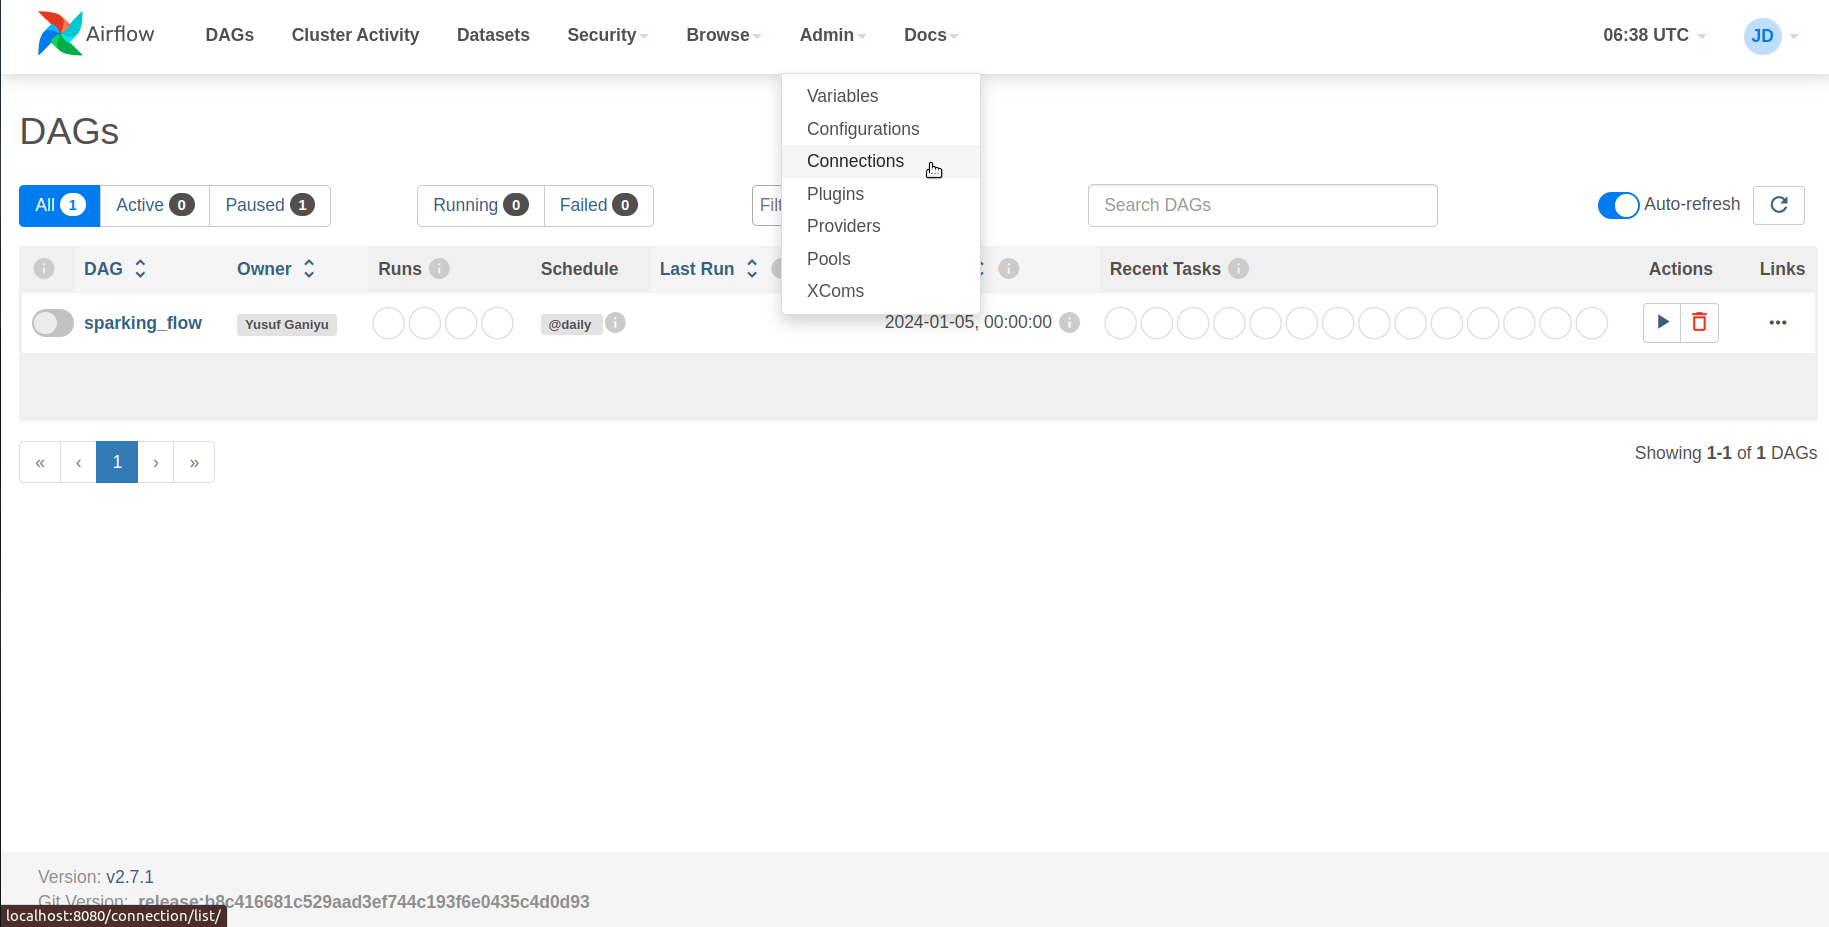 Airflow DAGs Cluster Activity Datasets Security Browse Admin Docs 06:38 UTC JD
Variables
Configurations
Connections
Plugins
Providers
Pools
XComs
DAGs
All 1 Active 0 Paused 1 Running 0 Failed 0 Filt Search DAGs Auto-refresh
DAG Owner Runs Schedule Last Run Recent Tasks Actions Links
sparking_flow Yusuf Ganiyu @daily 2024-01-05, 00:00:00
« ‹ 1 › »
Showing 1-1 of 1 DAGs
Version: v2.7.1
Git Version: .release:b8c416681c529aad3ef744c193f6e0435c4d0d93
localhost:8080/connection/list/